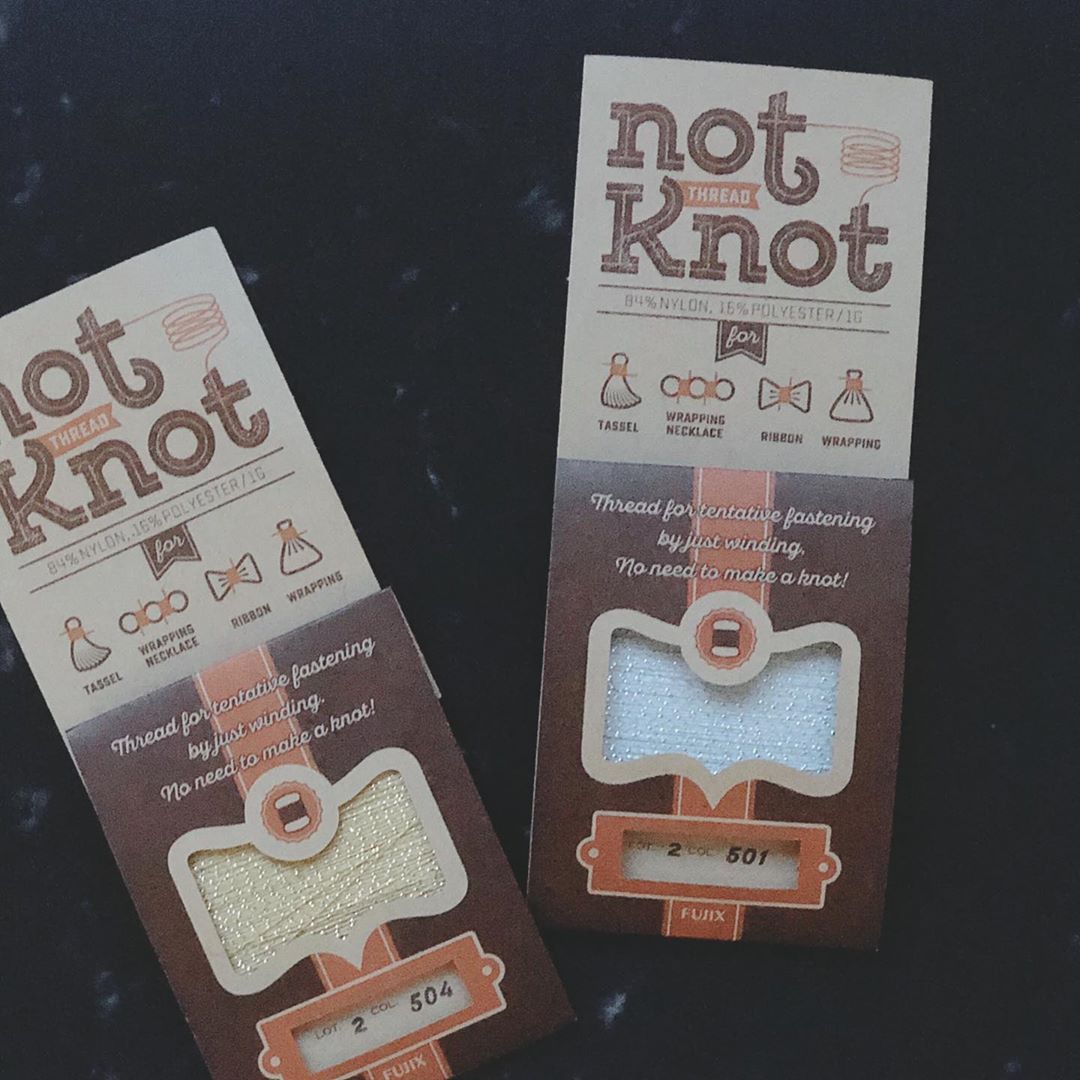 not
THREAD
Knot
84% NYLON, 16% POLYESTER/1G
for
TASSEL
WRAPPING
NECKLACE
RIBBON
WRAPPING
Thread for tentative fastening
by just winding.
No need to make a knot!
LOT 2 COL 504
FUJIX
not
THREAD
Knot
84% NYLON, 16% POLYESTER/1G
for
TASSEL
WRAPPING
NECKLACE
RIBBON
WRAPPING
Thread for tentative fastening
by just winding.
No need to make a knot!
LOT 2 COL 501
FUJIX